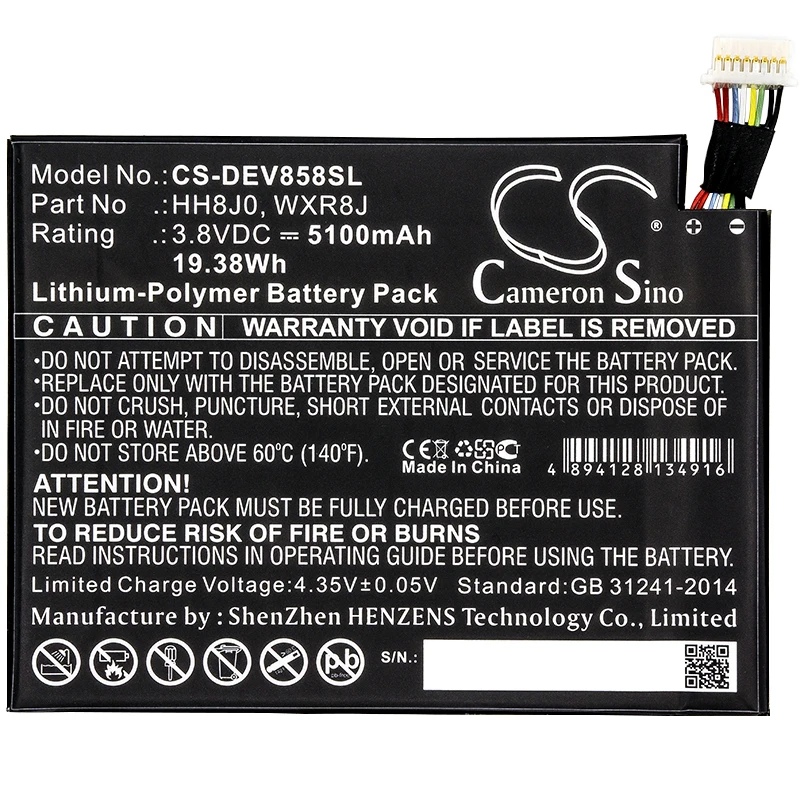 Model No.: CS-DEV858SL
Part No : HH8J0, WXR8J
Rating : 3.8VDC ⎓ 5100mAh
19.38Wh
Lithium-Polymer Battery Pack
CS
Cameron Sino
® + −
CAUTION WARRANTY VOID IF LABEL IS REMOVED
•DO NOT ATTEMPT TO DISASSEMBLE, OPEN OR SERVICE THE BATTERY PACK.
•REPLACE ONLY WITH THE BATTERY PACK SPECIFIED FOR THIS PRODUCT.
•DO NOT CRUSH, PUNCTURE, SHORT EXTERNAL CONTACTS OR DISPOSE OF
IN FIRE OR WATER.
•DO NOT STORE ABOVE 60°C (140°F).
CE
Made In China
4 894128 134916
ATTENTION:
NEW BATTERY PACK MUST BE FULLY CHARGED BEFORE USE.
TO REDUCE RISK OF FIRE OR BURNS
READ INSTRUCTIONS IN OPERATING MANUAL BEFORE USING THE BATTERY.
Limited Charge Voltage:4.35V±0.05V Standard:GB 31241-2014
Manufacture by : ShenZhen HENZENS Technology Co., Limited
pb
S/N.: